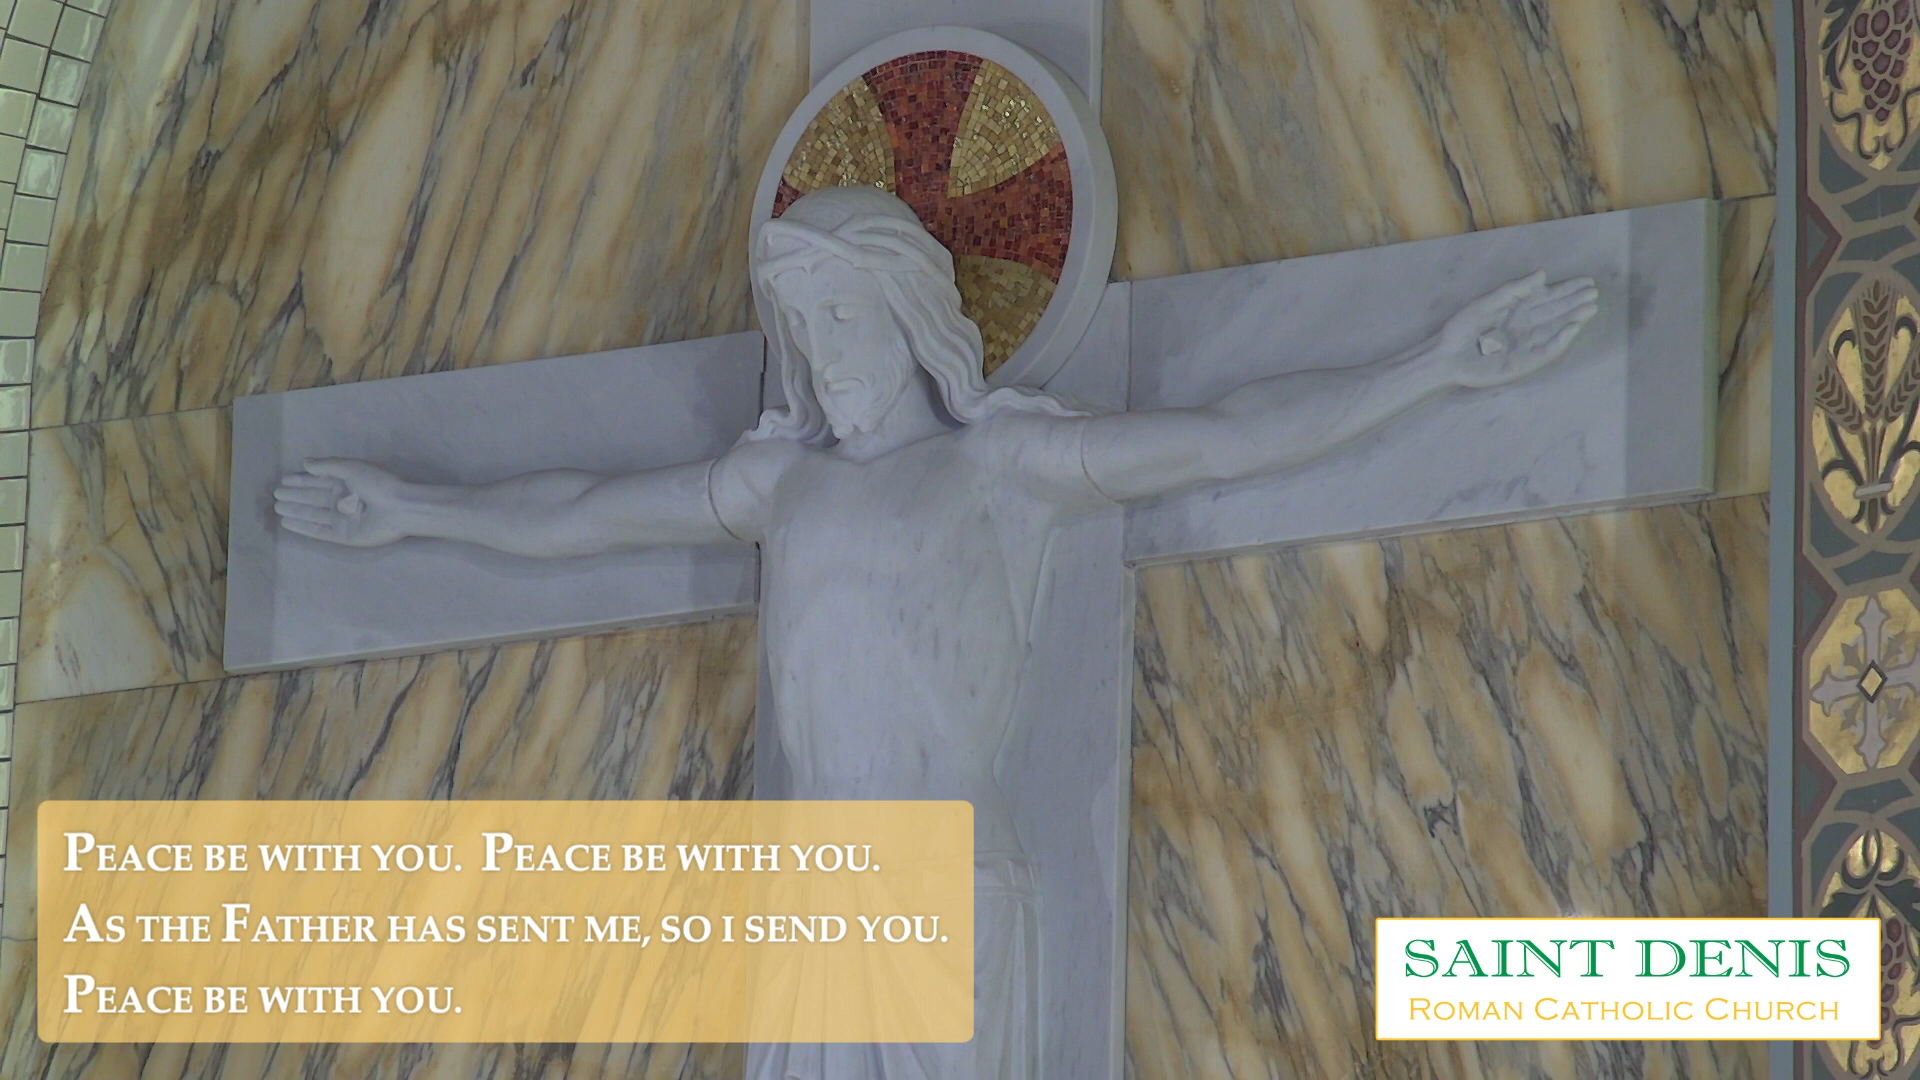 PEACE BE WITH YOU. PEACE BE WITH YOU.
AS THE FATHER HAS SENT ME, SO I SEND YOU.
PEACE BE WITH YOU.
SAINT DENIS
ROMAN CATHOLIC CHURCH